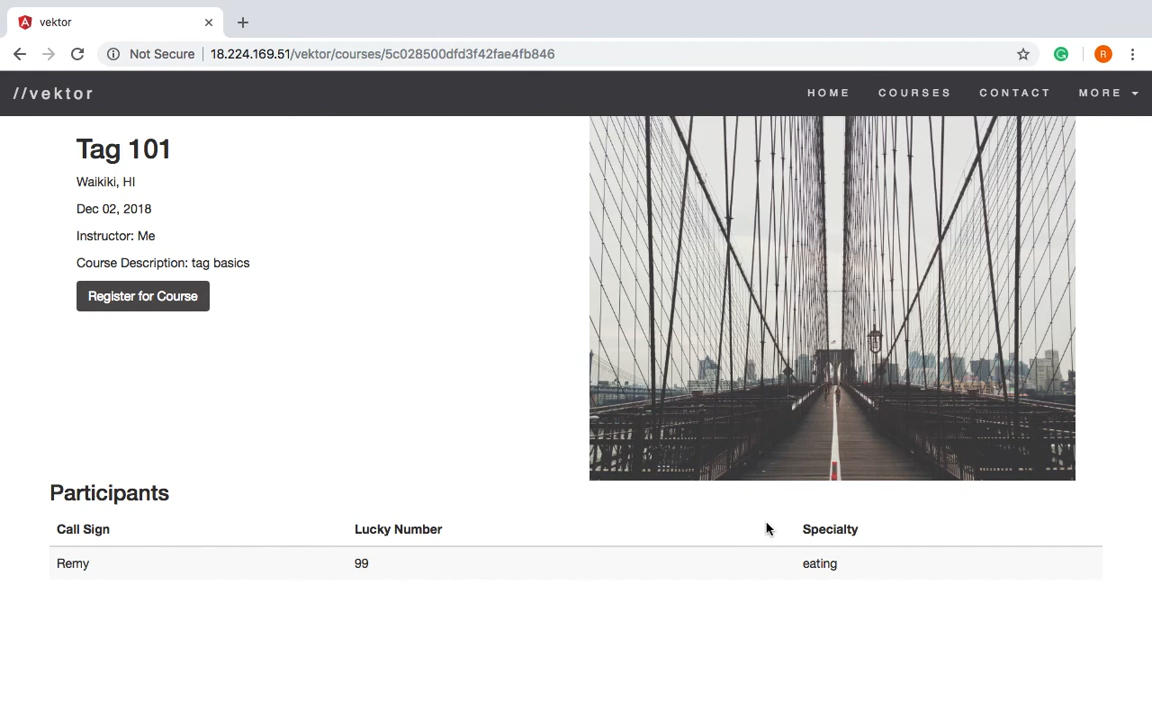 vektor
Not Secure | 18.224.169.51/vektor/courses/5c028500dfd3f42fae4fb846
R
//vektor
HOME COURSES CONTACT MORE
Tag 101
Waikiki, HI
Dec 02, 2018
Instructor: Me
Course Description: tag basics
Register for Course
Participants
Call Sign Lucky Number Specialty
Remy 99 eating